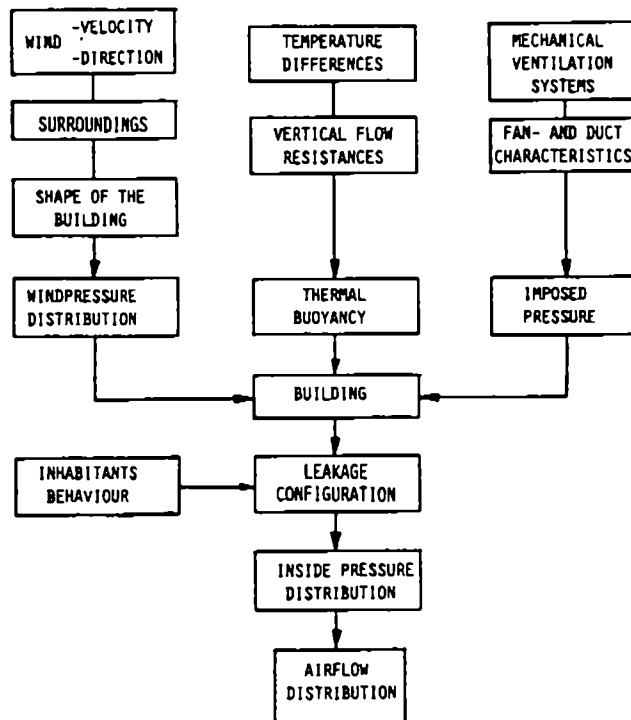 WIND -VELOCITY
-DIRECTION
SURROUNDINGS
SHAPE OF THE
BUILDING
WINDPRESSURE
DISTRIBUTION
TEMPERATURE
DIFFERENCES
VERTICAL FLOW
RESISTANCES
THERMAL
BUOYANCY
MECHANICAL
VENTILATION
SYSTEMS
FAN- AND DUCT
CHARACTERISTICS
IMPOSED
PRESSURE
BUILDING
INHABITANTS
BEHAVIOUR
LEAKAGE
CONFIGURATION
INSIDE PRESSURE
DISTRIBUTION
AIRFLOW
DISTRIBUTION